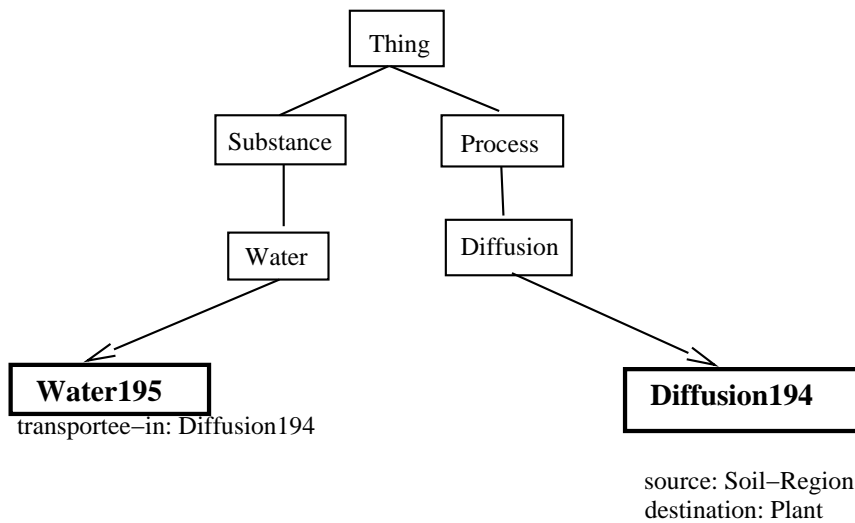 Thing
Substance
Process
Water
Diffusion
Water195
transportee−in: Diffusion194
Diffusion194
source: Soil−Region
destination: Plant